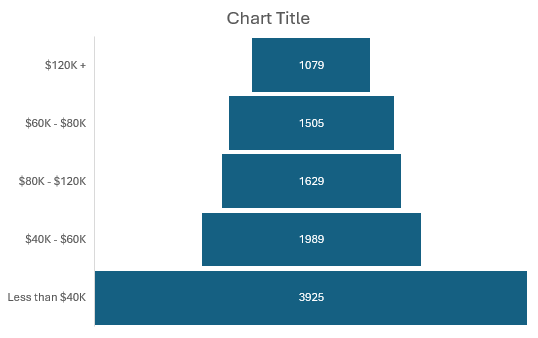 Chart Title
$120K + 1079
$60K - $80K 1505
$80K - $120K 1629
$40K - $60K 1989
Less than $40K 3925